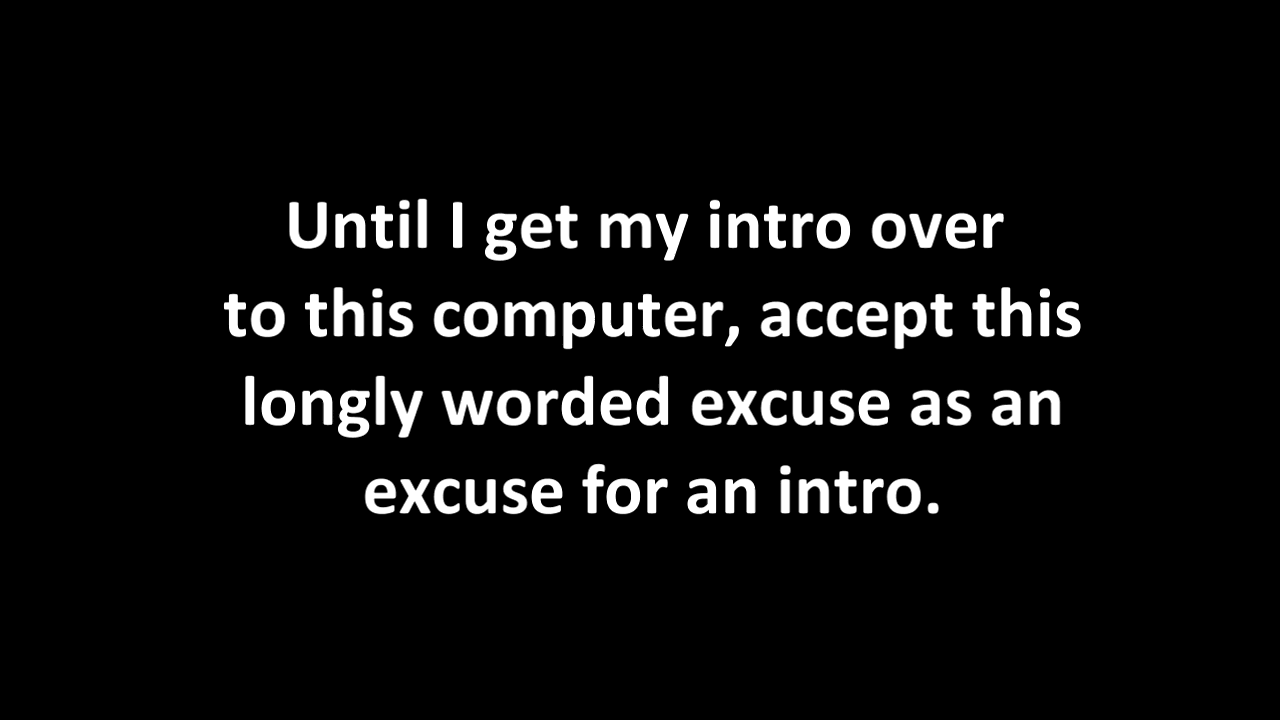 Until I get my intro over
to this computer, accept this
longly worded excuse as an
excuse for an intro.